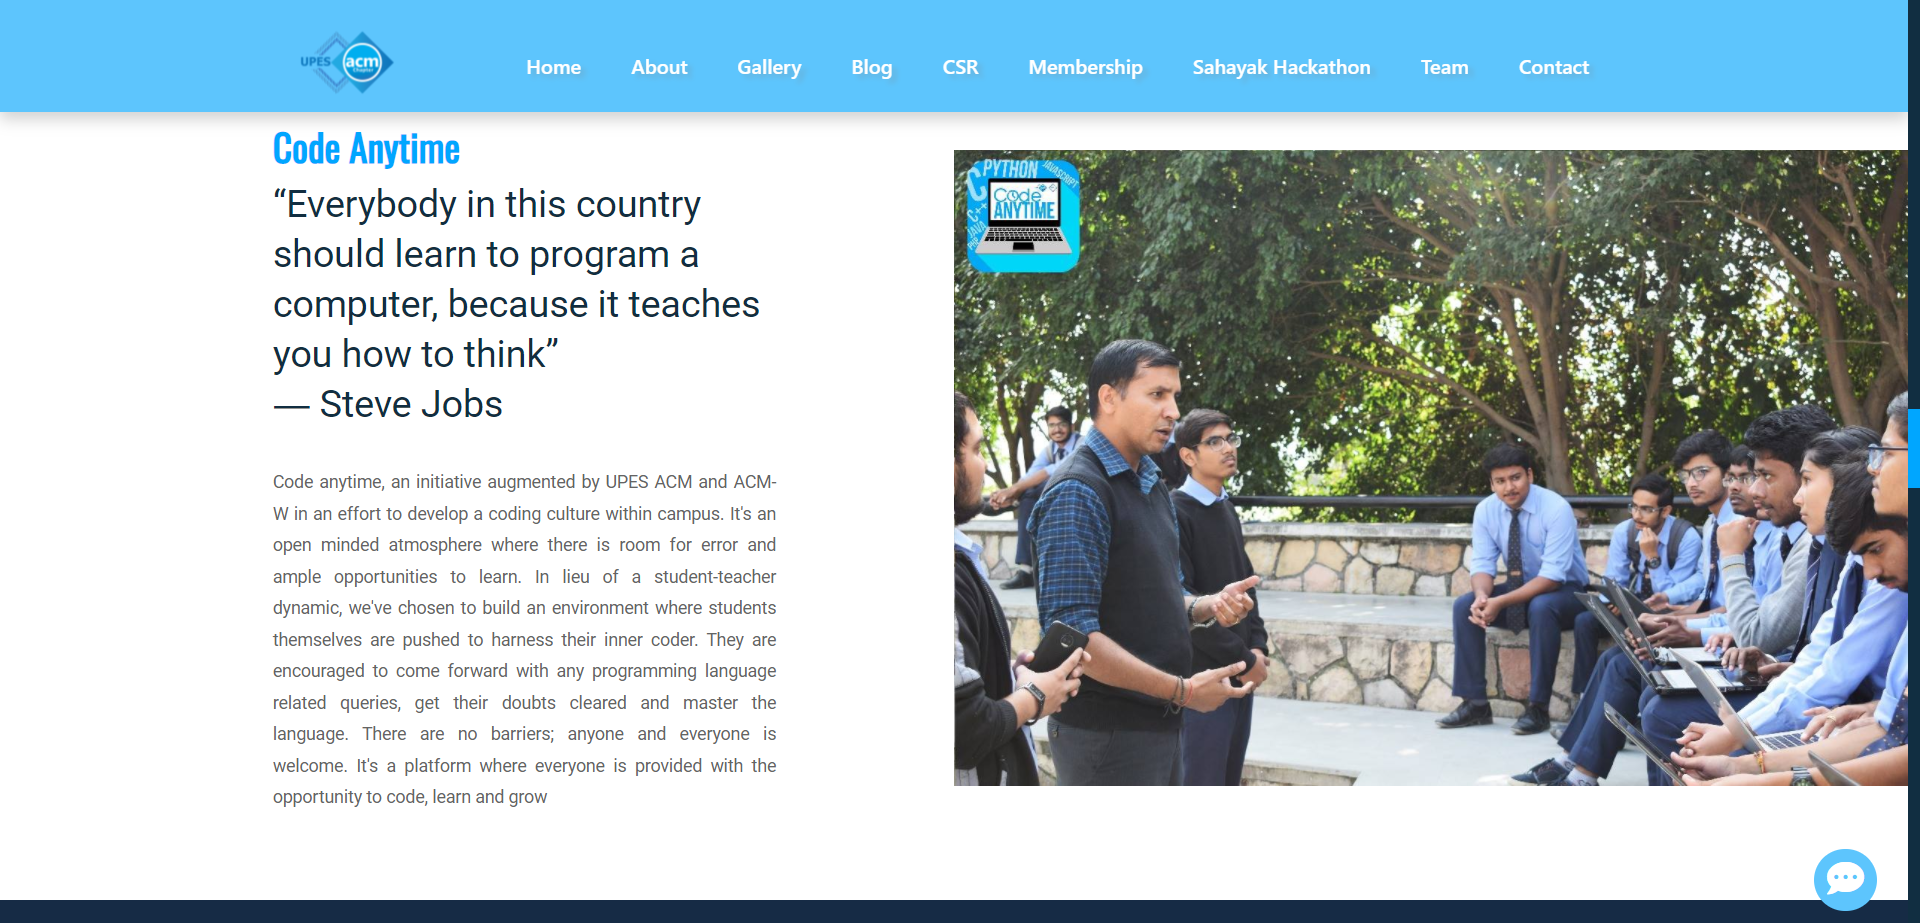 UPES acm Chapter
Home About Gallery Blog CSR Membership Sahayak Hackathon Team Contact
Code Anytime
“Everybody in this country
should learn to program a
computer, because it teaches
you how to think”
— Steve Jobs
Code anytime, an initiative augmented by UPES ACM and ACM-
W in an effort to develop a coding culture within campus. It's an
open minded atmosphere where there is room for error and
ample opportunities to learn. In lieu of a student-teacher
dynamic, we've chosen to build an environment where students
themselves are pushed to harness their inner coder. They are
encouraged to come forward with any programming language
related queries, get their doubts cleared and master the
language. There are no barriers; anyone and everyone is
welcome. It's a platform where everyone is provided with the
opportunity to code, learn and grow
PYTHON
JAVASCRIPT
C
C++
JAVA
PHP
Code
ANYTIME